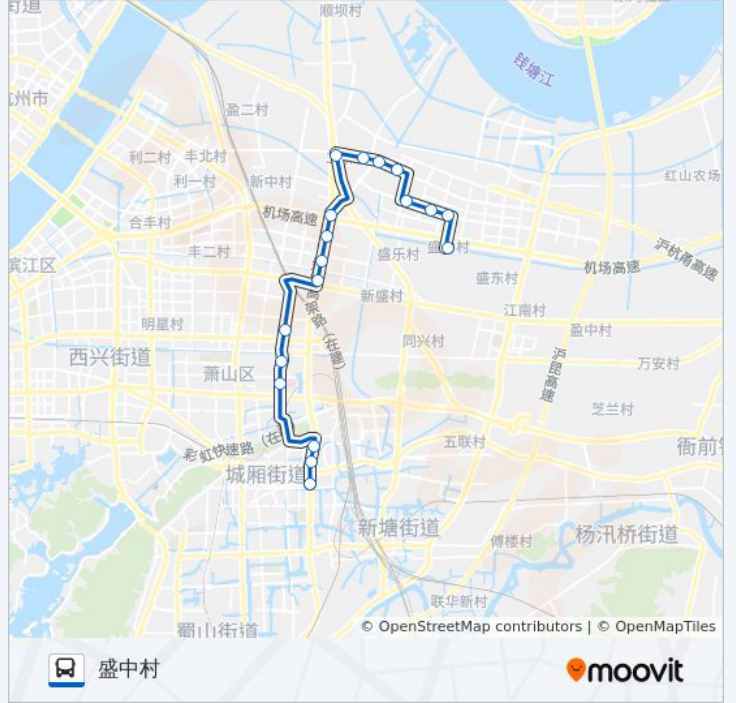 顺坝村
钱塘江
盈二村
利二村
丰北村
利一村
新中村
红山农场
合丰村
机场高速
丰二村
盛乐村
沪杭甬高速
滨江区
机场高速
盛东村
新盛村
江南村
明星村
盈中村
同兴村
西兴街道
万安村
萧山区
沪昆高速
芝兰村
五联村
衙前
彩虹快速路（在
城厢街道
新塘街道
傅楼村
杨汛桥街道
联华新村
蜀山街道
© OpenStreetMap contributors | © OpenMapTiles
盛中村
moovit